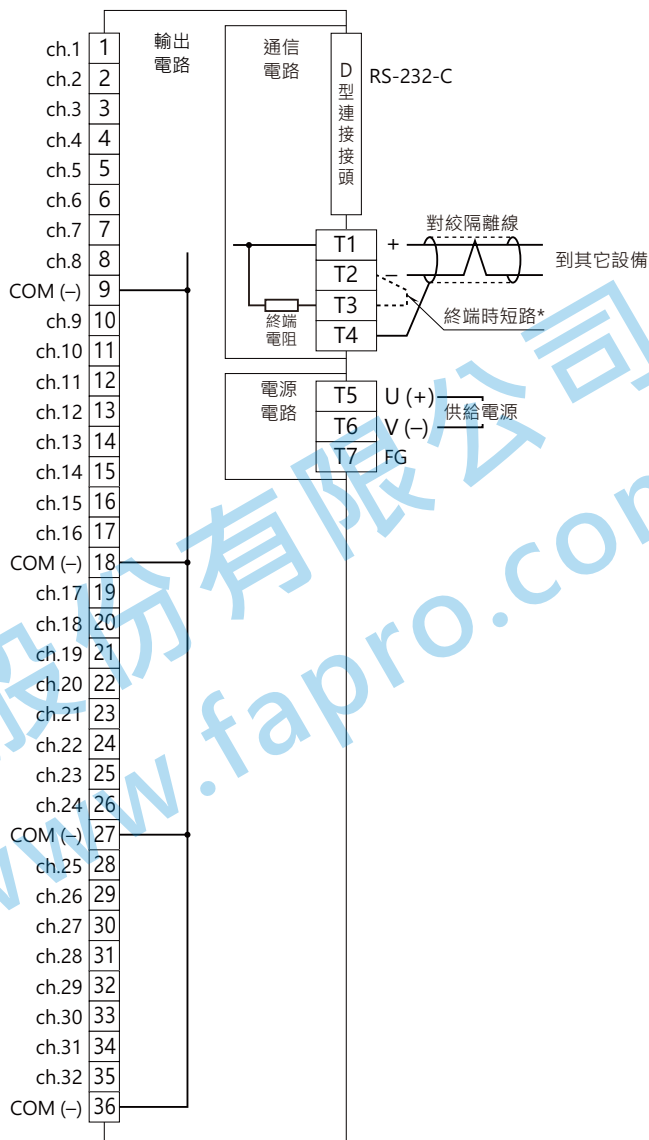 輸出
電路
通信
電路
D
型
連
接
接
頭
RS-232-C
ch.1 1
ch.2 2
ch.3 3
ch.4 4
ch.5 5
ch.6 6
ch.7 7
ch.8 8
COM (–) 9
ch.9 10
ch.10 11
ch.11 12
ch.12 13
ch.13 14
ch.14 15
ch.15 16
ch.16 17
COM (–) 18
ch.17 19
ch.18 20
ch.19 21
ch.20 22
ch.21 23
ch.22 24
ch.23 25
ch.24 26
COM (–) 27
ch.25 28
ch.26 29
ch.27 30
ch.28 31
ch.29 32
ch.30 33
ch.31 34
ch.32 35
COM (–) 36
T1 +
T2 –
T3
T4
對絞隔離線
到其它設備
終端
電阻
終端時短路*
電源
電路
T5 U (+)
T6 V (–)
T7 FG
供給電源
股份有限公司
www.fapro.com